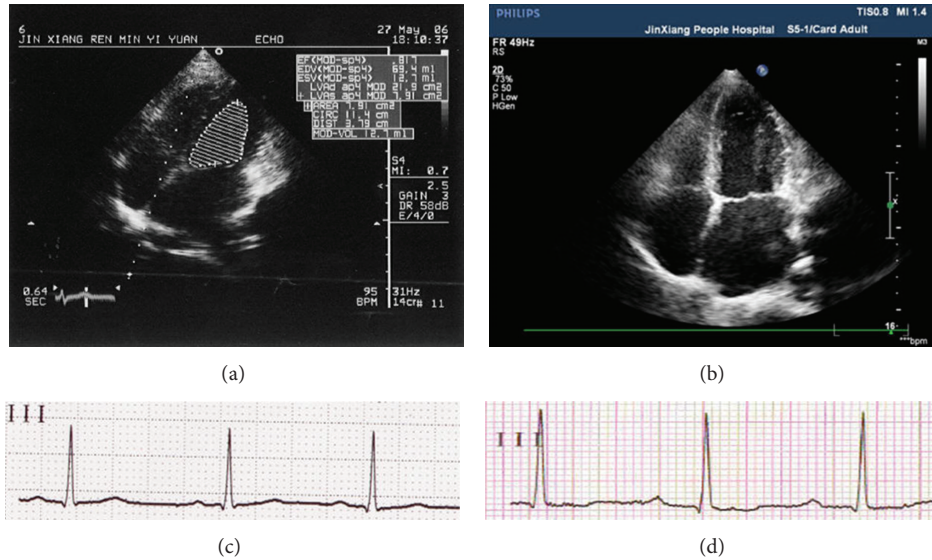 6
27 May 06
JIN XIANG REN MIN YI YUAN ECHO 18:10:37
EF(MOD-sp4) .817
EDV(MOD-sp4) 69.4 ml
ESV(MOD-sp4) 12.7 ml
LVAd ap4 MOD 21.9 cm2
+ LVAs ap4 MOD 7.91 cm2
AREA 7.91 cm2
CIRC 11.4 cm
DIST 3.79 cm
MOD-VOL 12.7 ml
S4
MI: 0.7
2.5
GAIN 3
DR 58dB
E/4/0
0.64
SEC
95
BPM
31Hz
14cm 11
(a)
PHILIPS TIS0.8 MI 1.4
JinXiang People Hospital S5-1/Card Adult
FR 49Hz
RS
M3
2D
73%
C 50
P Low
HGen
x
16
***bpm
(b)
III
(c)
III
(d)